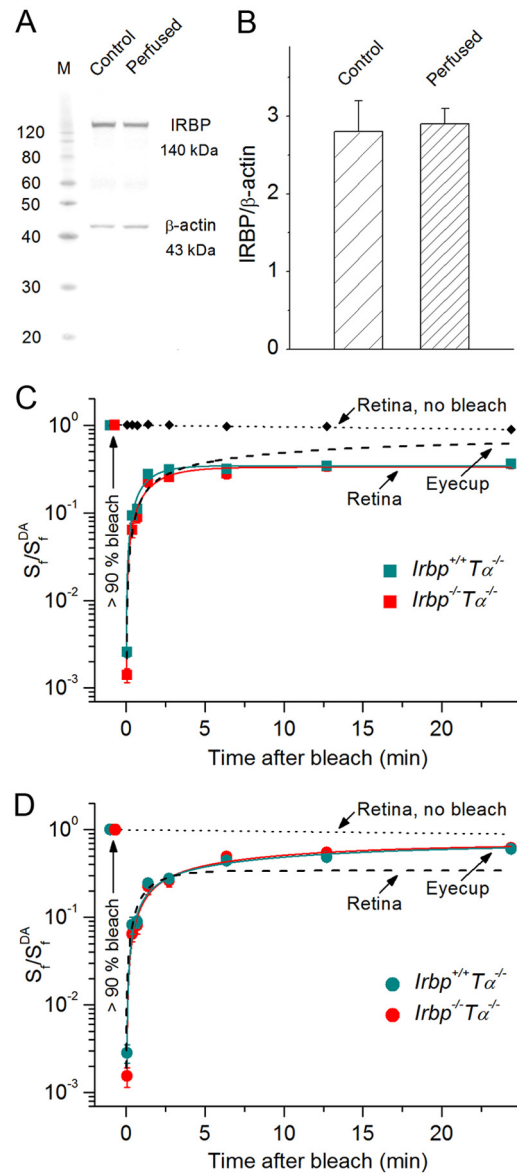 A
M
Control
Perfused
120
80
60
50
40
30
20
IRBP
140 kDa
β-actin
43 kDa
B
Control
Perfused
IRBP/β-actin
3
2
1
0
C
S_f/S_f^DA
10^0
10^-1
10^-2
10^-3
> 90 % bleach
Retina, no bleach
Retina
Eyecup
Irbp^+/+Tα^-/-
Irbp^-/-Tα^-/-
0 5 10 15 20
Time after bleach (min)
D
S_f/S_f^DA
10^0
10^-1
10^-2
10^-3
> 90 % bleach
Retina, no bleach
Eyecup
Retina
Irbp^+/+Tα^-/-
Irbp^-/-Tα^-/-
0 5 10 15 20
Time after bleach (min)